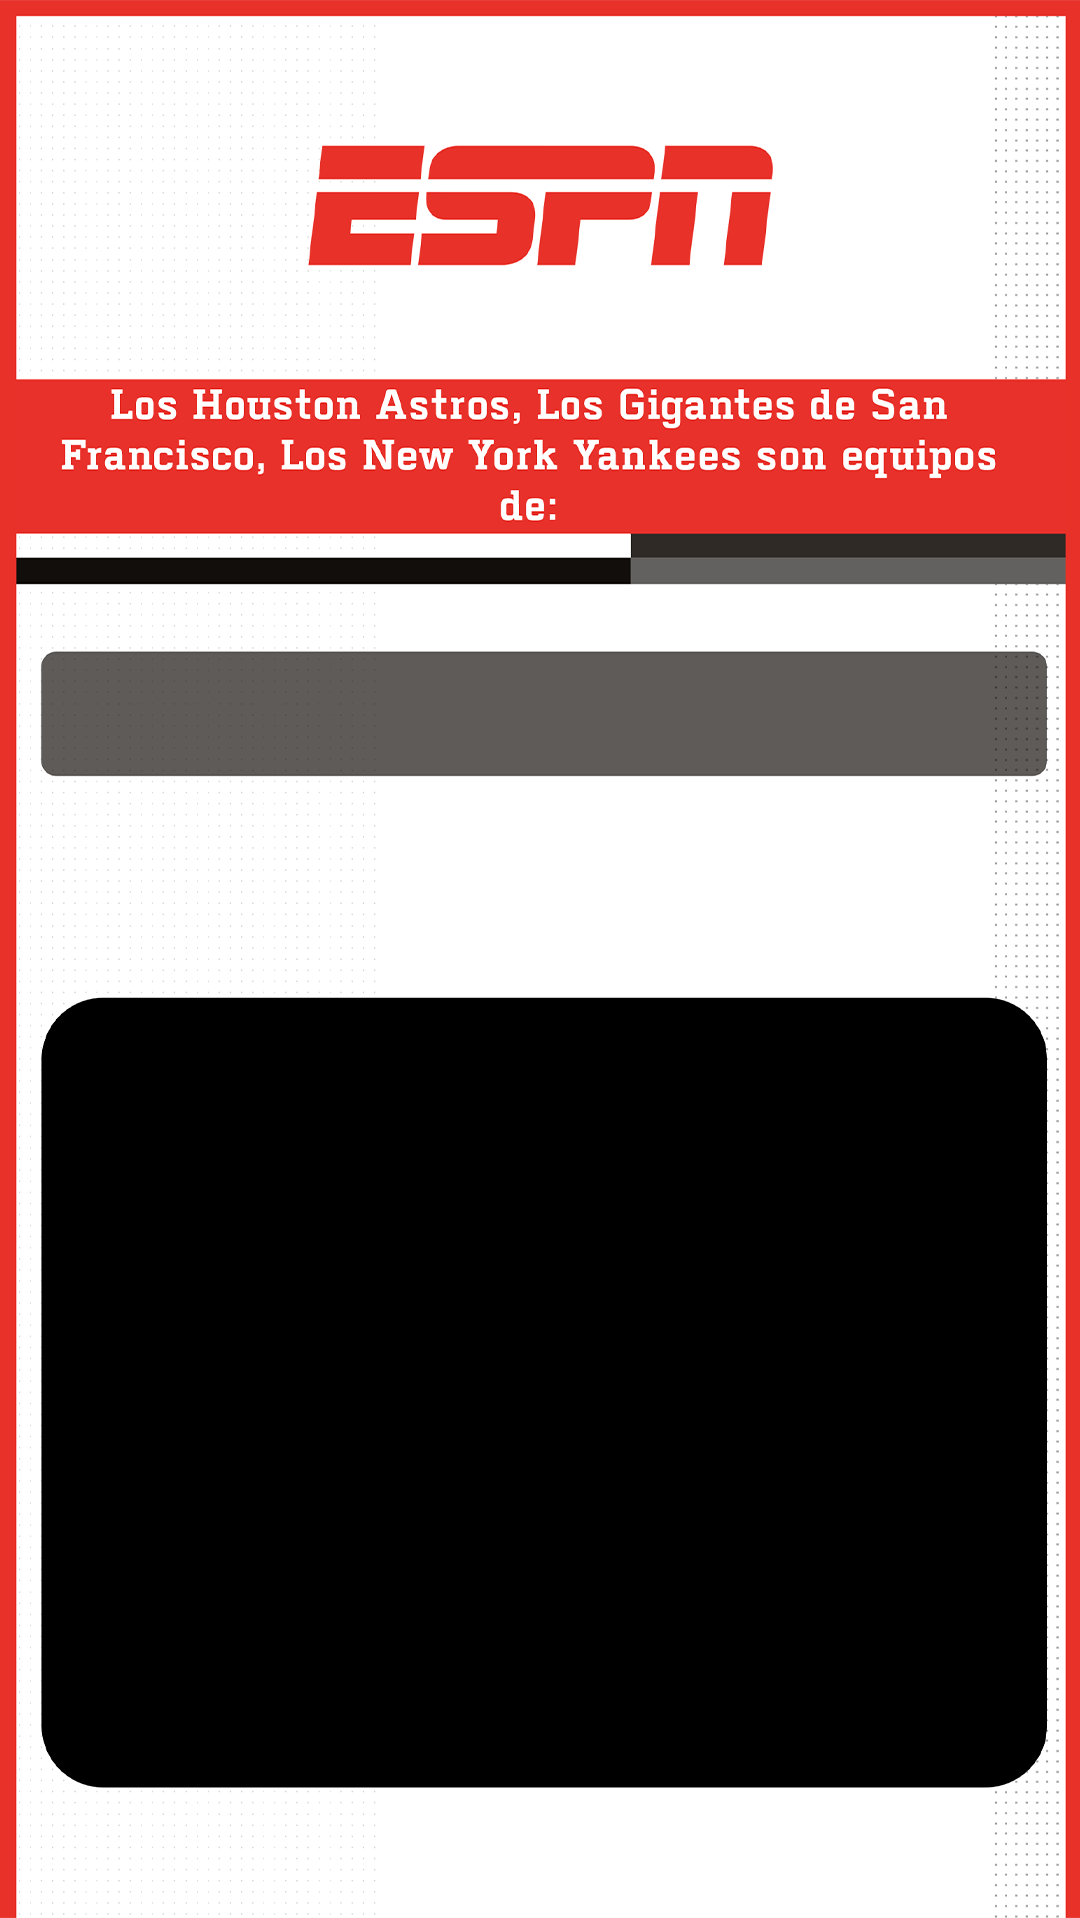 ESPN
Los Houston Astros, Los Gigantes de San
Francisco, Los New York Yankees son equipos
de: